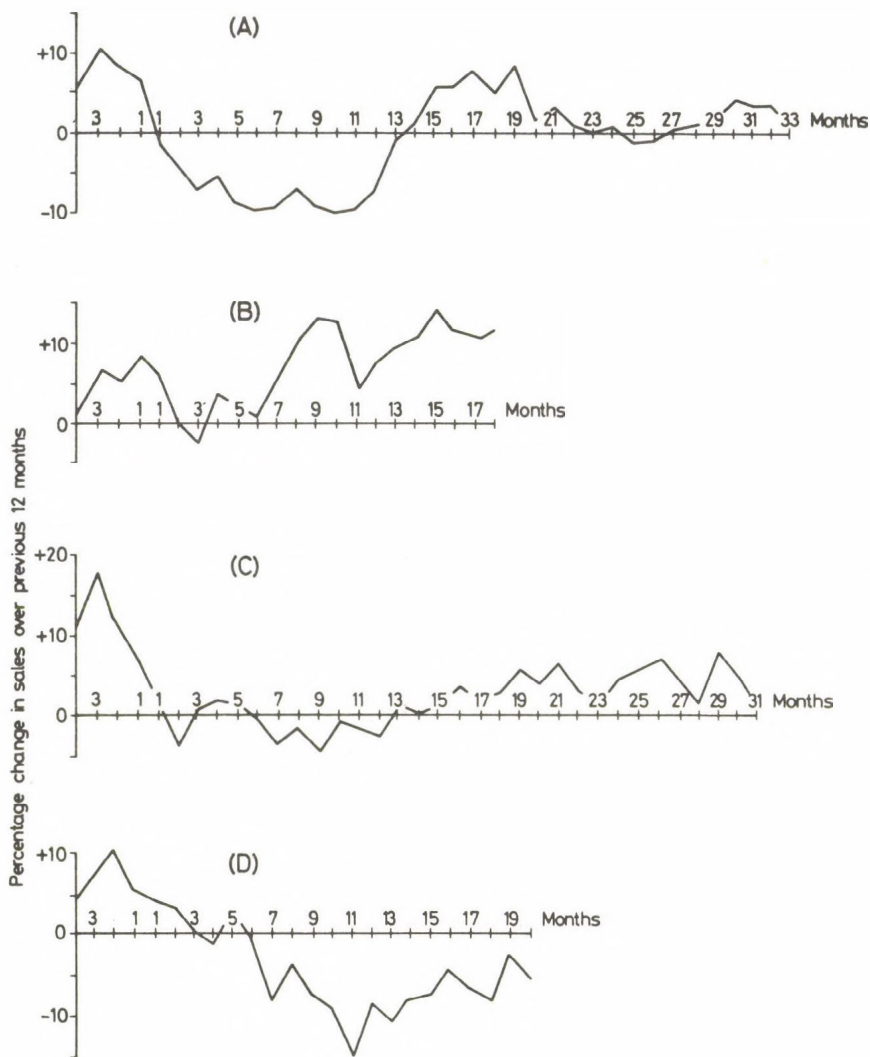 Percentage change in sales over previous 12 months
(A)
+10
0
-10
3 1 1 3 5 7 9 11 13 15 17 19 21 23 25 27 29 31 33 Months
(B)
+10
0
3 1 1 3 5 7 9 11 13 15 17 Months
(C)
+20
+10
0
3 1 1 3 5 7 9 11 13 15 17 19 21 23 25 27 29 31 Months
(D)
+10
0
-10
3 1 1 3 5 7 9 11 13 15 17 19 Months